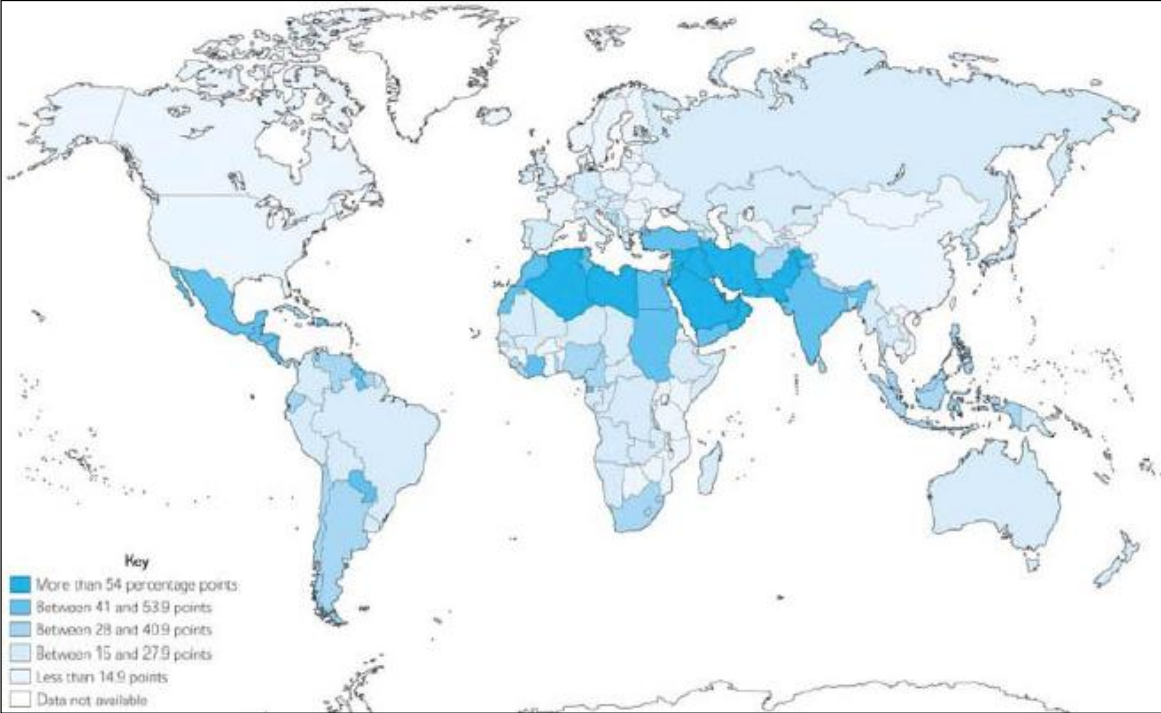 Key
More than 54 percentage points
Between 41 and 53.9 points
Between 28 and 40.9 points
Between 15 and 27.9 points
Less than 14.9 points
Data not available